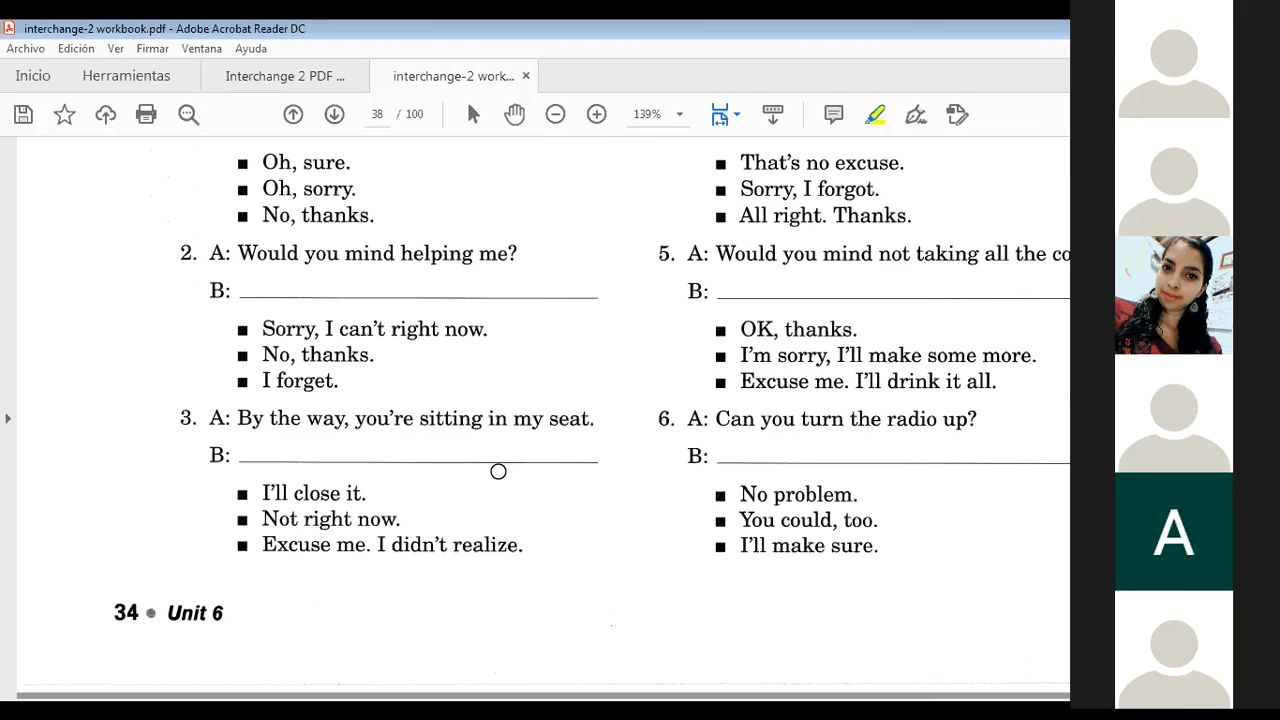 interchange-2 workbook.pdf - Adobe Acrobat Reader DC
Archivo Edición Ver Firmar Ventana Ayuda
Inicio Herramientas Interchange 2 PDF ... interchange-2 work... ×
38 / 100 139%
■ Oh, sure.
■ Oh, sorry.
■ No, thanks.
2. A: Would you mind helping me?
B:
■ Sorry, I can't right now.
■ No, thanks.
■ I forget.
3. A: By the way, you're sitting in my seat.
B:
■ I'll close it.
■ Not right now.
■ Excuse me. I didn't realize.
■ That's no excuse.
■ Sorry, I forgot.
■ All right. Thanks.
5. A: Would you mind not taking all the co
B:
■ OK, thanks.
■ I'm sorry, I'll make some more.
■ Excuse me. I'll drink it all.
6. A: Can you turn the radio up?
B:
■ No problem.
■ You could, too.
■ I'll make sure.
34 • Unit 6
A